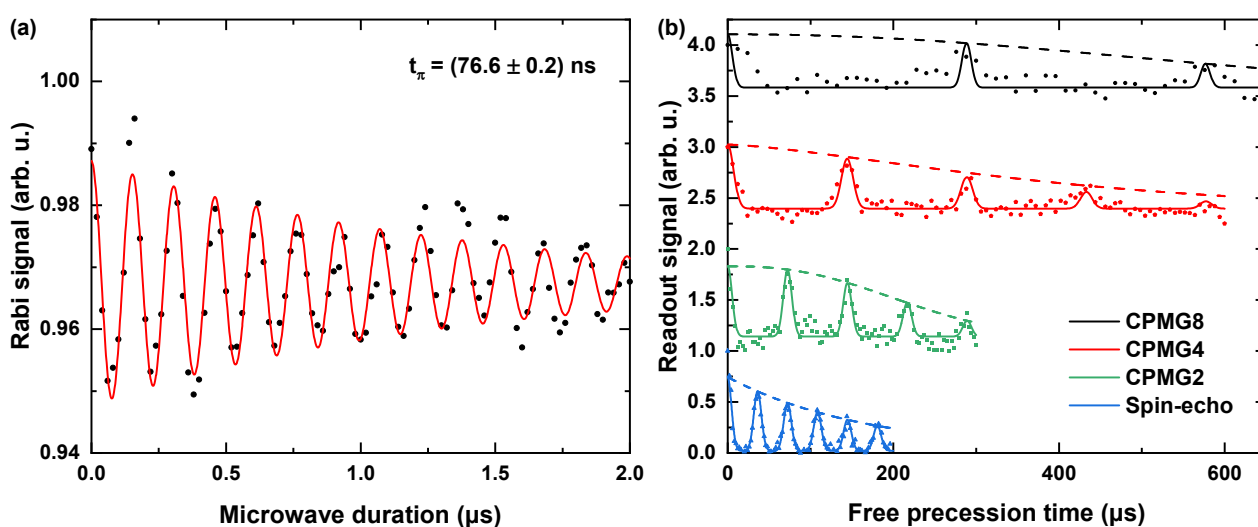 (a)
t_π = (76.6 ± 0.2) ns
Rabi signal (arb. u.)
1.00
0.98
0.96
0.94
0.0 0.5 1.0 1.5 2.0
Microwave duration (µs)
(b)
Readout signal (arb. u.)
4.0
3.5
3.0
2.5
2.0
1.5
1.0
0.5
0.0
CPMG8
CPMG4
CPMG2
Spin-echo
0 200 400 600
Free precession time (µs)